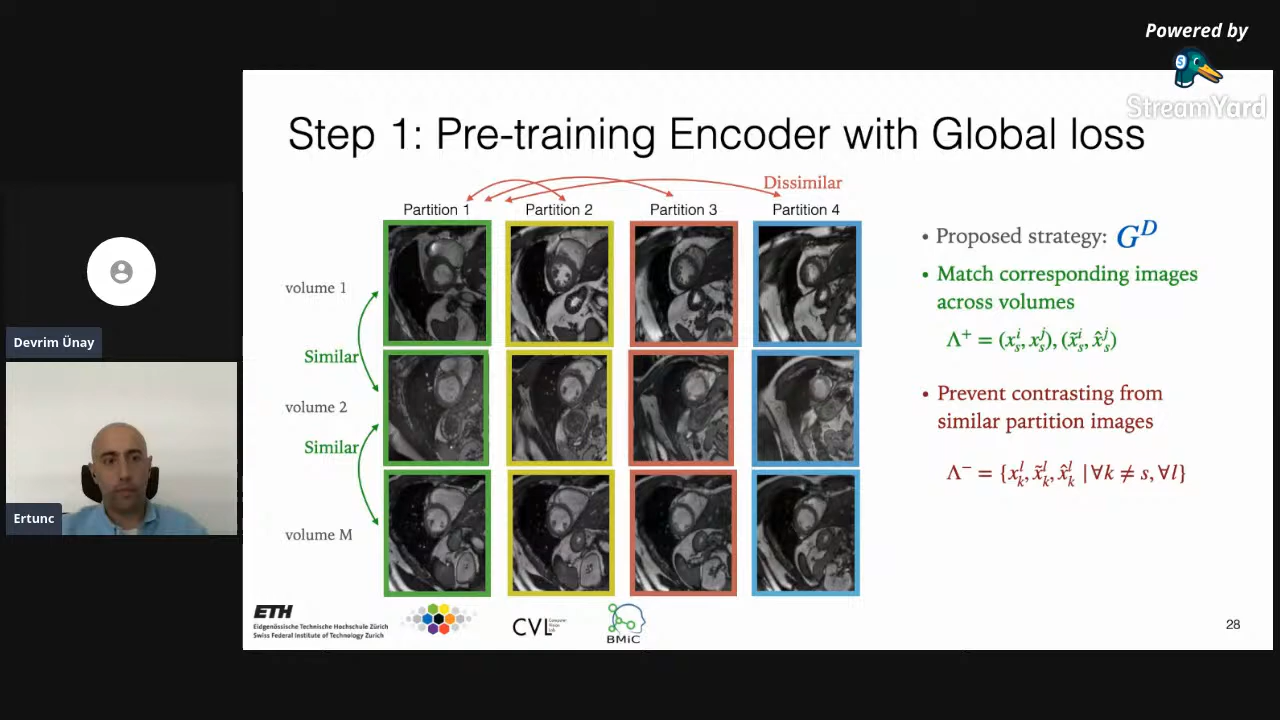 Powered by
StreamYard
Step 1: Pre-training Encoder with Global loss
Dissimilar
Partition 1
Partition 2
Partition 3
Partition 4
volume 1
Similar
volume 2
Similar
volume M
• Proposed strategy: G^D
• Match corresponding images
across volumes
Λ⁺ = (x_s^i, x_s^j), (x̃_s^i, x̂_s^j)
• Prevent contrasting from
similar partition images
Λ⁻ = {x_k^l, x̃_k^l, x̂_k^l | ∀k ≠ s, ∀l}
Devrim Ünay
Ertunc
ETH
Eidgenössische Technische Hochschule Zürich
Swiss Federal Institute of Technology Zurich
CVL
BMiC
28